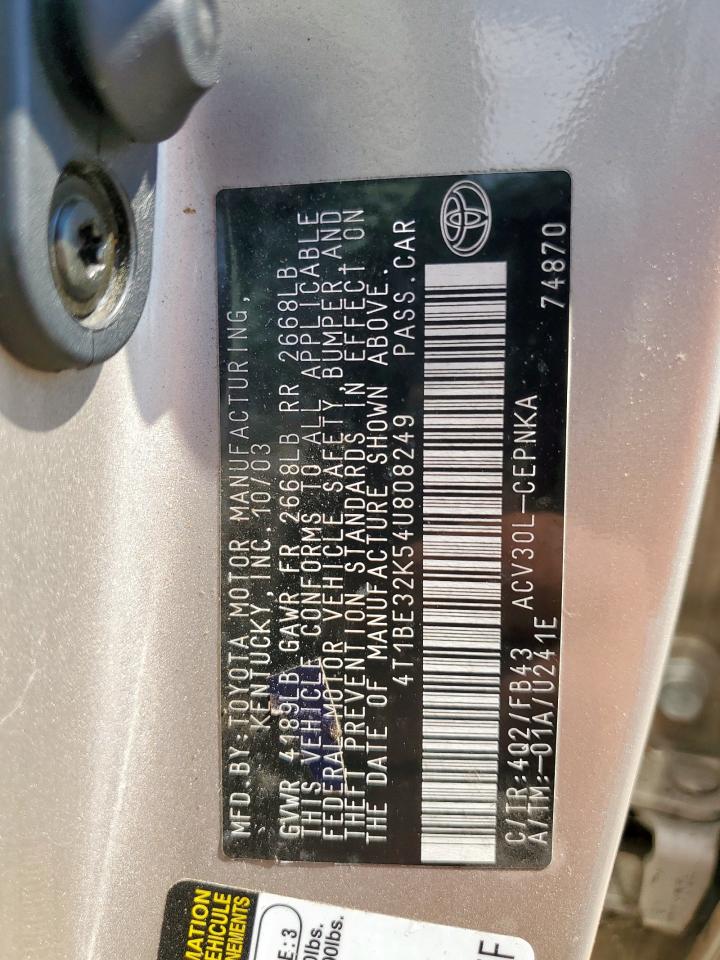 MFD.BY:TOYOTA MOTOR MANUFACTURING,
KENTUCKY, INC.10/03
GVWR 4189LB GAWR FR 2668LB RR 2668LB
THIS VEHICLE CONFORMS TO ALL APPLICABLE
FEDERAL MOTOR VEHICLE SAFETY, BUMPER,AND
THEFT PREVENTION STANDARDS IN EFFECT ON
THE DATE OF MANUFACTURE SHOWN ABOVE.
4T1BE32K54U808249 PASS.CAR
C/TR:4Q2/FB43 ACV30L-CEPNKA 74870
A/TM:-01A/U241E
E:3
lbs.